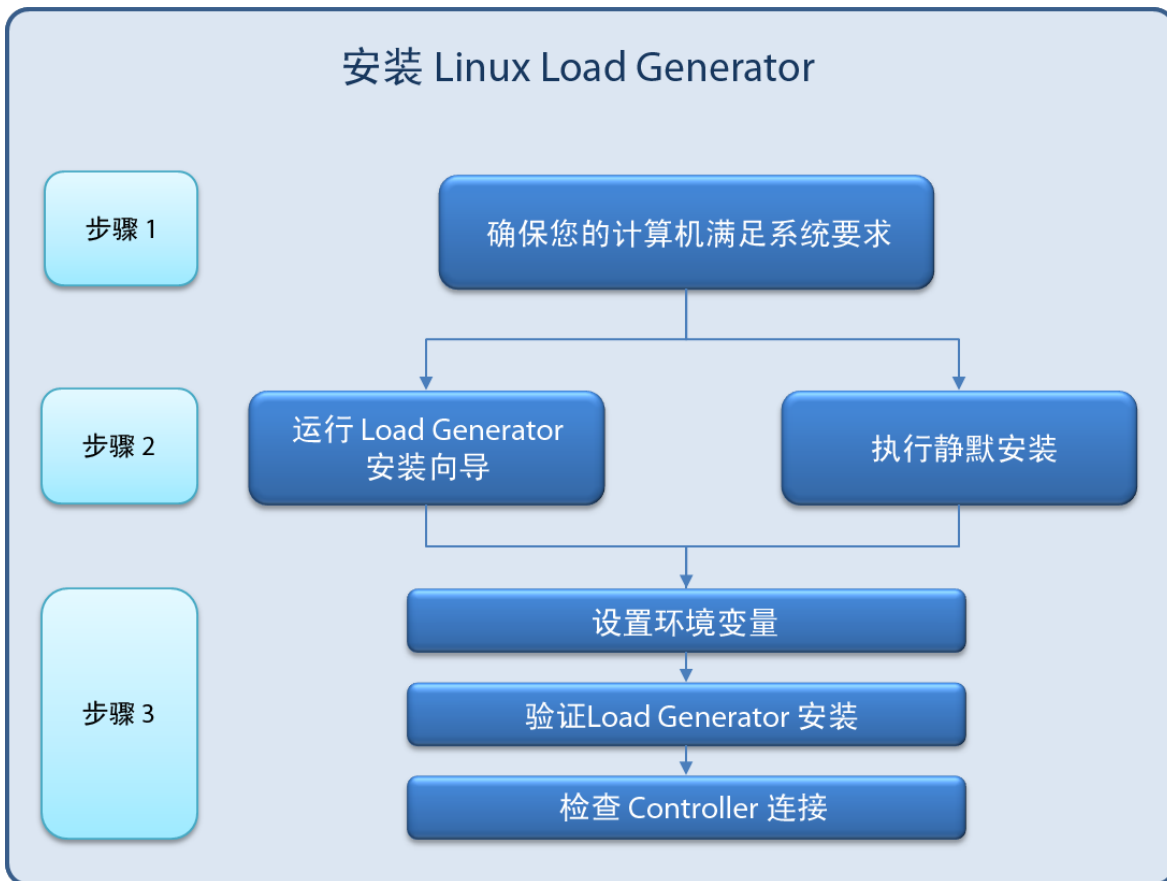 安装 Linux Load Generator
步骤 1
确保您的计算机满足系统要求
步骤 2
运行 Load Generator
安装向导
执行静默安装
步骤 3
设置环境变量
验证Load Generator 安装
检查 Controller 连接